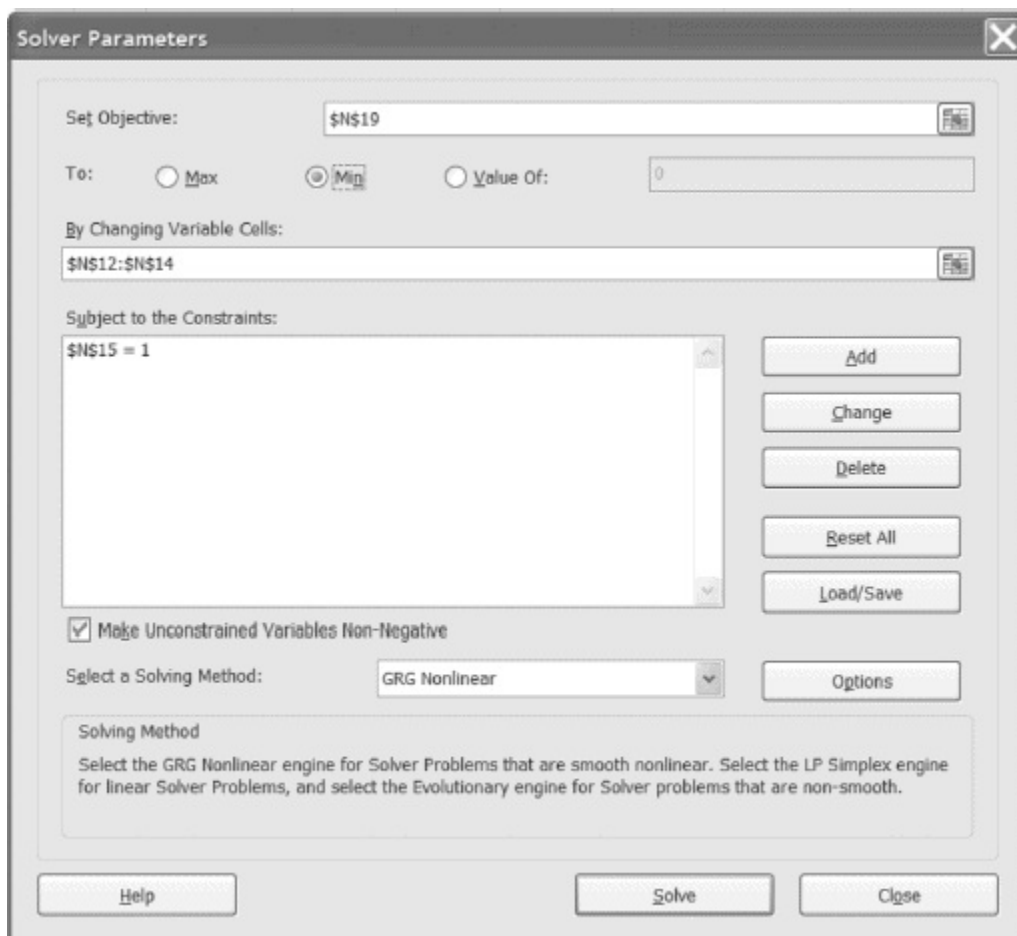 Solver Parameters
Set Objective: $N$19
To: Max Min Value Of: 0
By Changing Variable Cells:
$N$12:$N$14
Subject to the Constraints:
$N$15 = 1
Add
Change
Delete
Reset All
Load/Save
Make Unconstrained Variables Non-Negative
Select a Solving Method: GRG Nonlinear Options
Solving Method
Select the GRG Nonlinear engine for Solver Problems that are smooth nonlinear. Select the LP Simplex engine
for linear Solver Problems, and select the Evolutionary engine for Solver problems that are non-smooth.
Help Solve Close